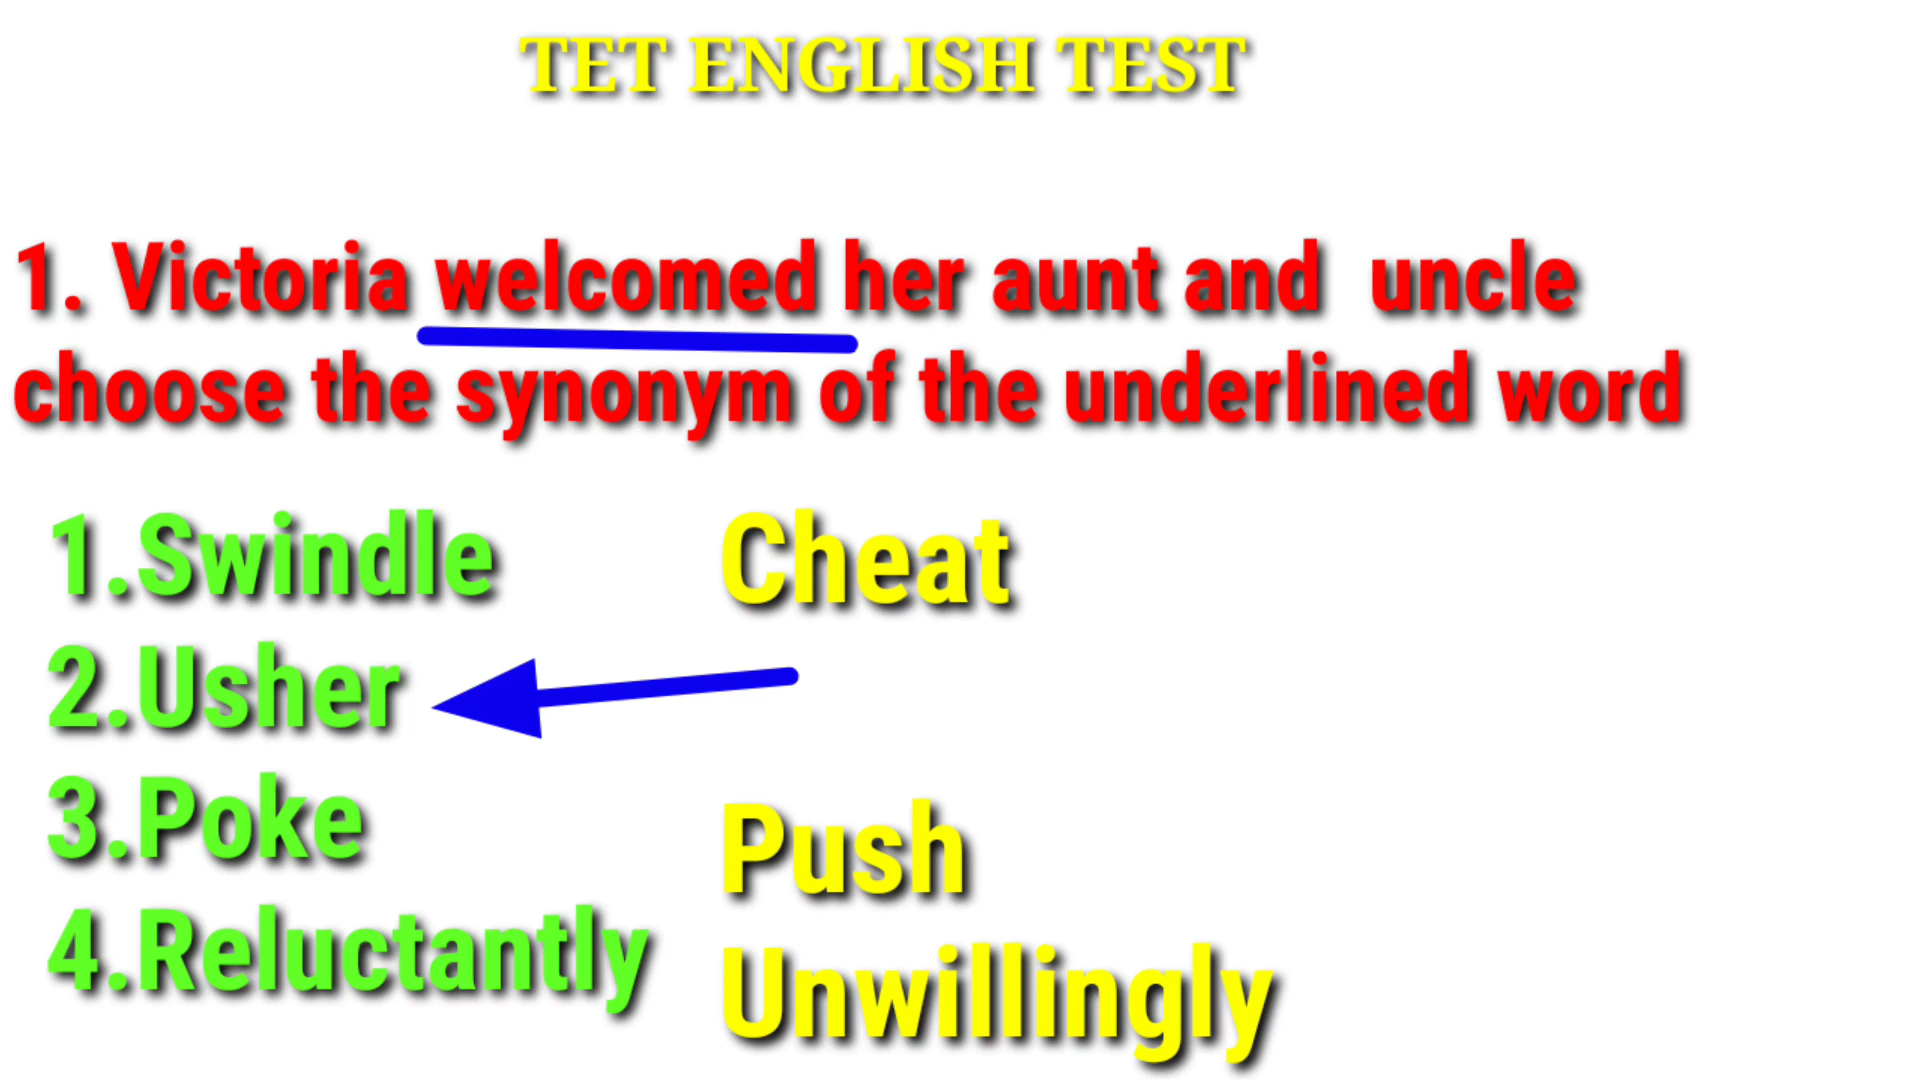 TET ENGLISH TEST
1. Victoria welcomed her aunt and uncle
choose the synonym of the underlined word
1.Swindle
Cheat
2.Usher
3.Poke
Push
4.Reluctantly
Unwillingly